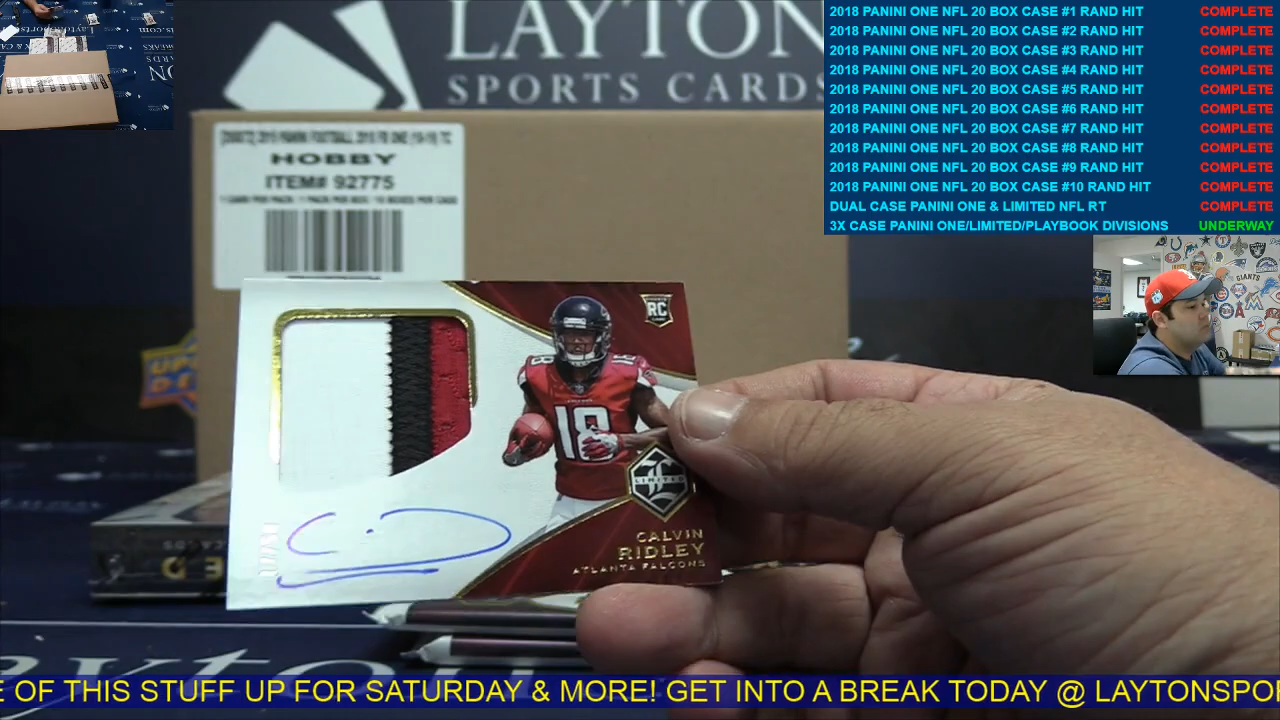 LAYTON
SPORTS CARDS
HOBBY
ITEM# 92775
2018 PANINI ONE NFL 20 BOX CASE #1 RAND HIT COMPLETE
2018 PANINI ONE NFL 20 BOX CASE #2 RAND HIT COMPLETE
2018 PANINI ONE NFL 20 BOX CASE #3 RAND HIT COMPLETE
2018 PANINI ONE NFL 20 BOX CASE #4 RAND HIT COMPLETE
2018 PANINI ONE NFL 20 BOX CASE #5 RAND HIT COMPLETE
2018 PANINI ONE NFL 20 BOX CASE #6 RAND HIT COMPLETE
2018 PANINI ONE NFL 20 BOX CASE #7 RAND HIT COMPLETE
2018 PANINI ONE NFL 20 BOX CASE #8 RAND HIT COMPLETE
2018 PANINI ONE NFL 20 BOX CASE #9 RAND HIT COMPLETE
2018 PANINI ONE NFL 20 BOX CASE #10 RAND HIT COMPLETE
DUAL CASE PANINI ONE & LIMITED NFL RT COMPLETE
3X CASE PANINI ONE/LIMITED/PLAYBOOK DIVISIONS UNDERWAY
GIANTS
RC
18
18
LIMITED
CALVIN
RIDLEY
ATLANTA FALCONS
E OF THIS STUFF UP FOR SATURDAY & MORE! GET INTO A BREAK TODAY @ LAYTONSPOR